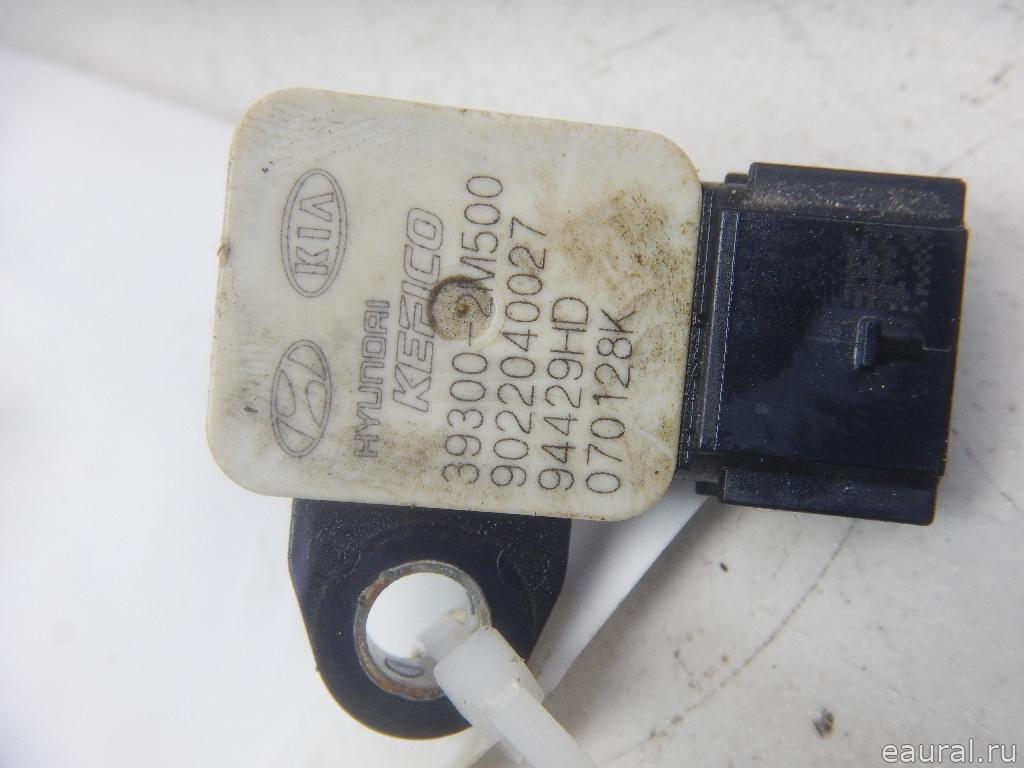 KIA
HYUNDAI
KEFICO
39300-2M500
9022040027
94429HD
070128K
eaural.ru